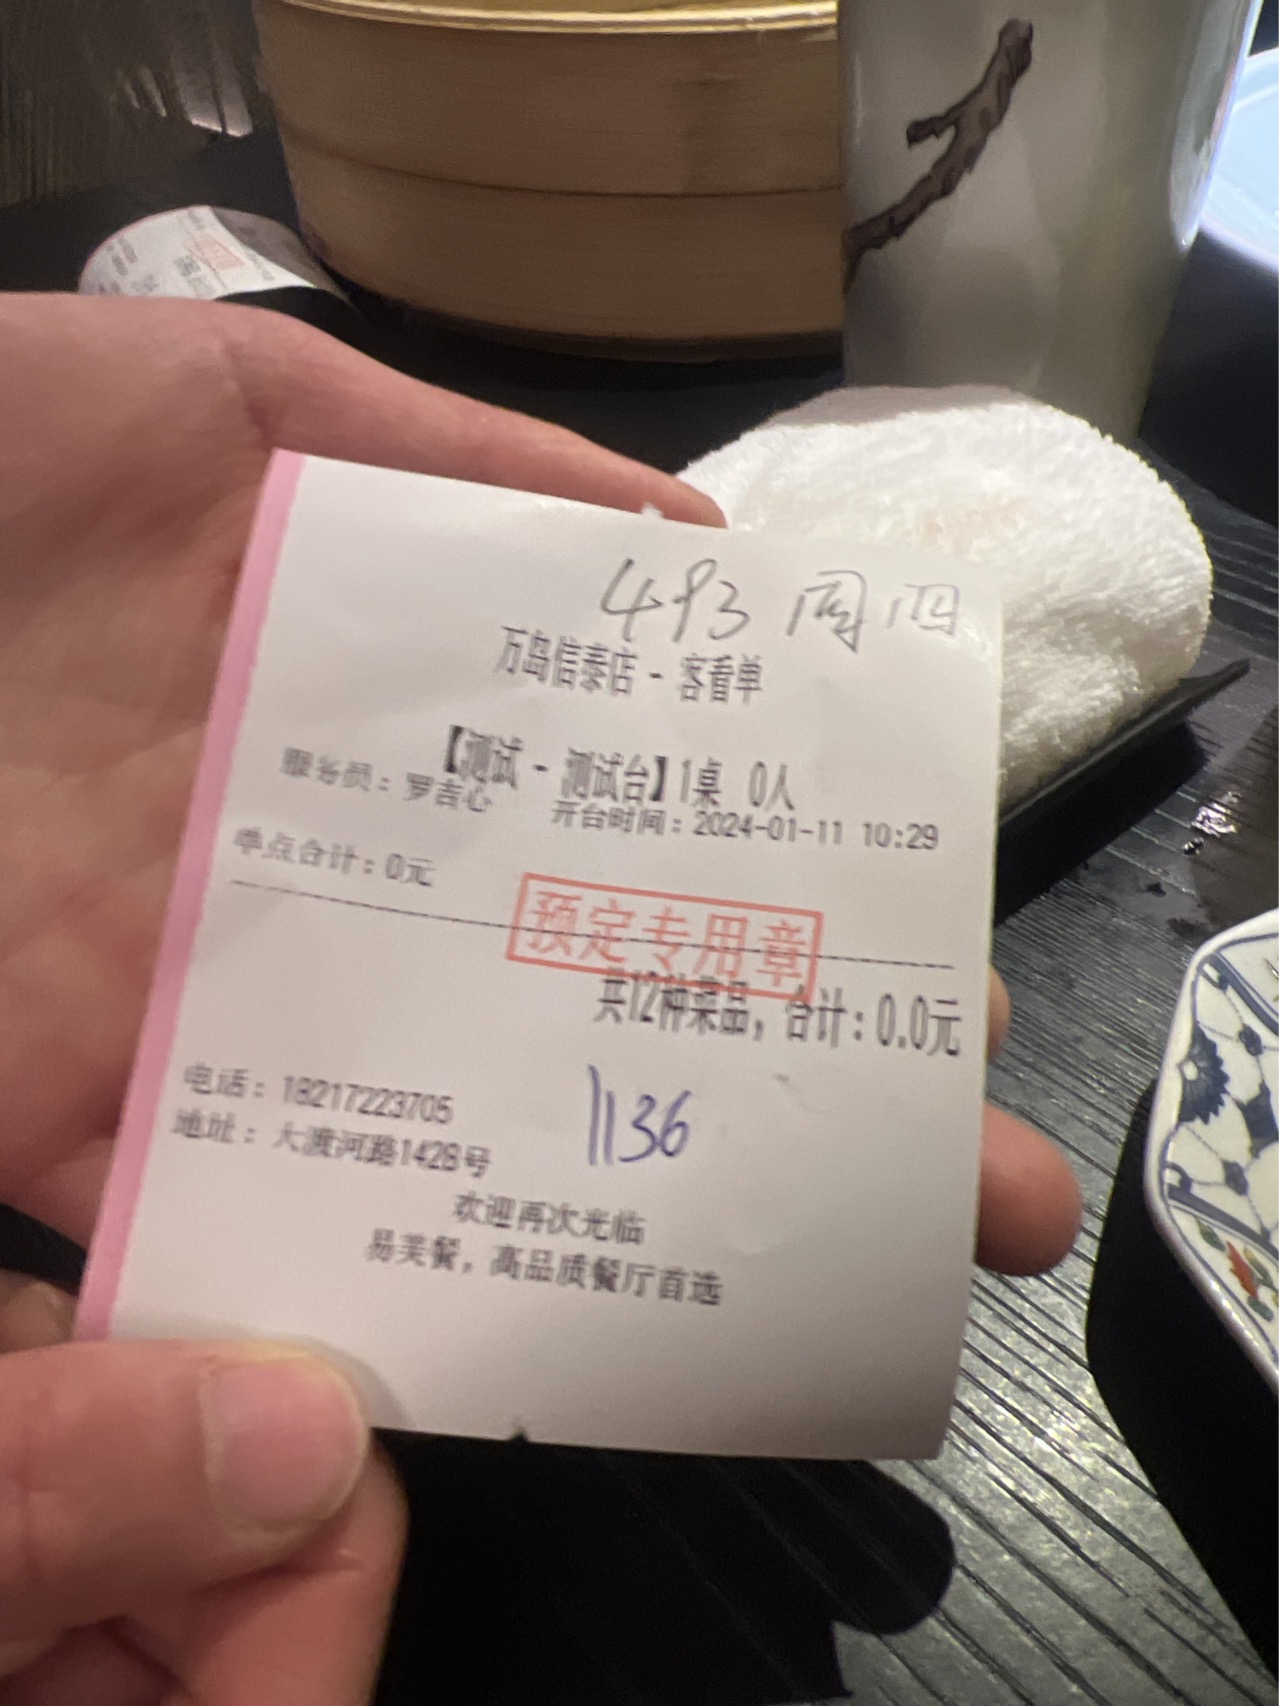 493 周四
万岛信泰店 - 客看单
【测试 - 测试台】1桌 0人
服务员：罗吉心 开台时间：2024-01-11 10:29
单点合计：0元
预定专用章
共12种菜品，合计：0.0元
电话：18217223705
1136
地址：大渡河路1428号
欢迎再次光临
易美餐，高品质餐厅首选